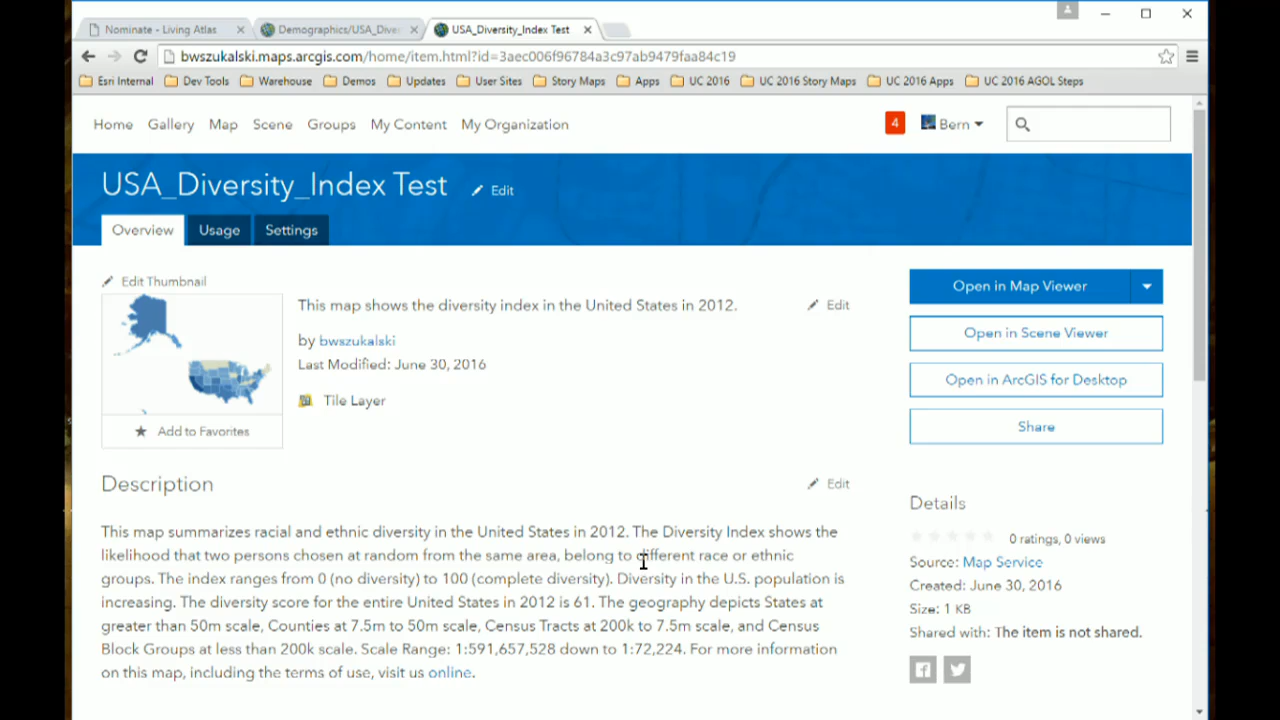 Nominate - Living Atlas
Demographics/USA_Dive
USA_Diversity_Index Test
bwszukalski.maps.arcgis.com/home/item.html?id=3aec006f96784a3c97ab9479faa84c19
Esri Internal Dev Tools Warehouse Demos Updates User Sites Story Maps Apps UC 2016 UC 2016 Story Maps UC 2016 Apps UC 2016 AGOL Steps
Home Gallery Map Scene Groups My Content My Organization
4 Bern
USA_Diversity_Index Test Edit
Overview Usage Settings
Edit Thumbnail
This map shows the diversity index in the United States in 2012. Edit
by bwszukalski
Last Modified: June 30, 2016
Tile Layer
Add to Favorites
Open in Map Viewer
Open in Scene Viewer
Open in ArcGIS for Desktop
Share
Description Edit
This map summarizes racial and ethnic diversity in the United States in 2012. The Diversity Index shows the
likelihood that two persons chosen at random from the same area, belong to different race or ethnic
groups. The index ranges from 0 (no diversity) to 100 (complete diversity). Diversity in the U.S. population is
increasing. The diversity score for the entire United States in 2012 is 61. The geography depicts States at
greater than 50m scale, Counties at 7.5m to 50m scale, Census Tracts at 200k to 7.5m scale, and Census
Block Groups at less than 200k scale. Scale Range: 1:591,657,528 down to 1:72,224. For more information
on this map, including the terms of use, visit us online.
Details
0 ratings, 0 views
Source: Map Service
Created: June 30, 2016
Size: 1 KB
Shared with: The item is not shared.